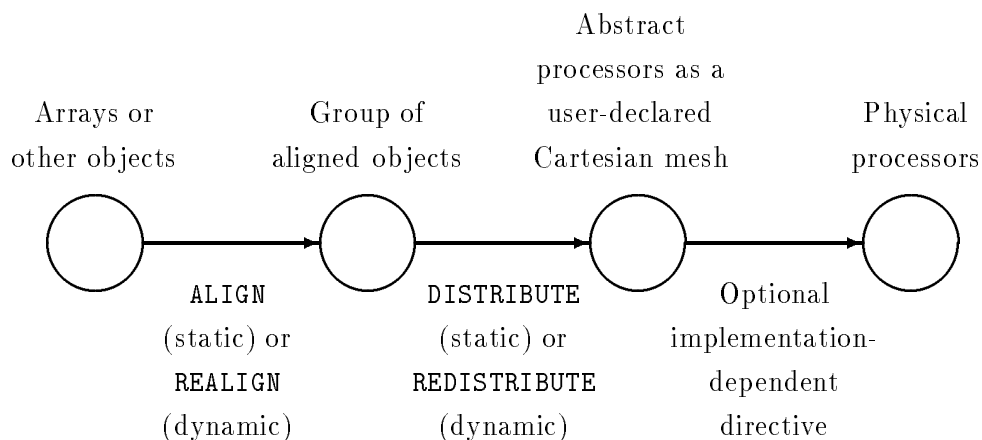 Arrays or
other objects
Group of
aligned objects
Abstract
processors as a
user-declared
Cartesian mesh
Physical
processors
ALIGN
(static) or
REALIGN
(dynamic)
DISTRIBUTE
(static) or
REDISTRIBUTE
(dynamic)
Optional
implementation-
dependent
directive